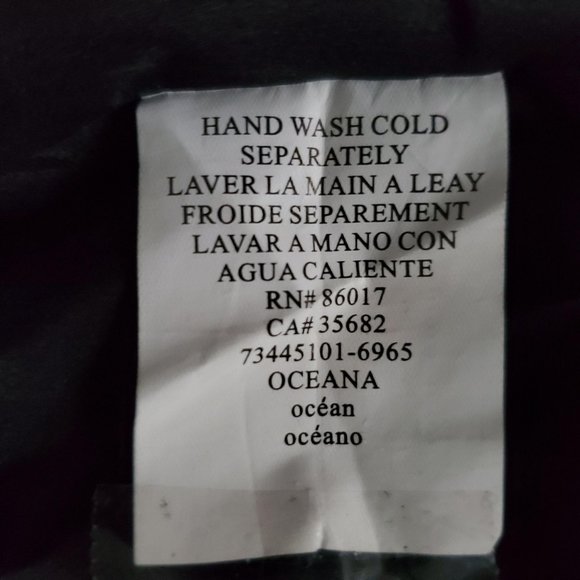 HAND WASH COLD
SEPARATELY
LAVER LA MAIN A LEAY
FROIDE SEPAREMENT
LAVAR A MANO CON
AGUA CALIENTE
RN# 86017
CA# 35682
73445101-6965
OCEANA
océan
océano